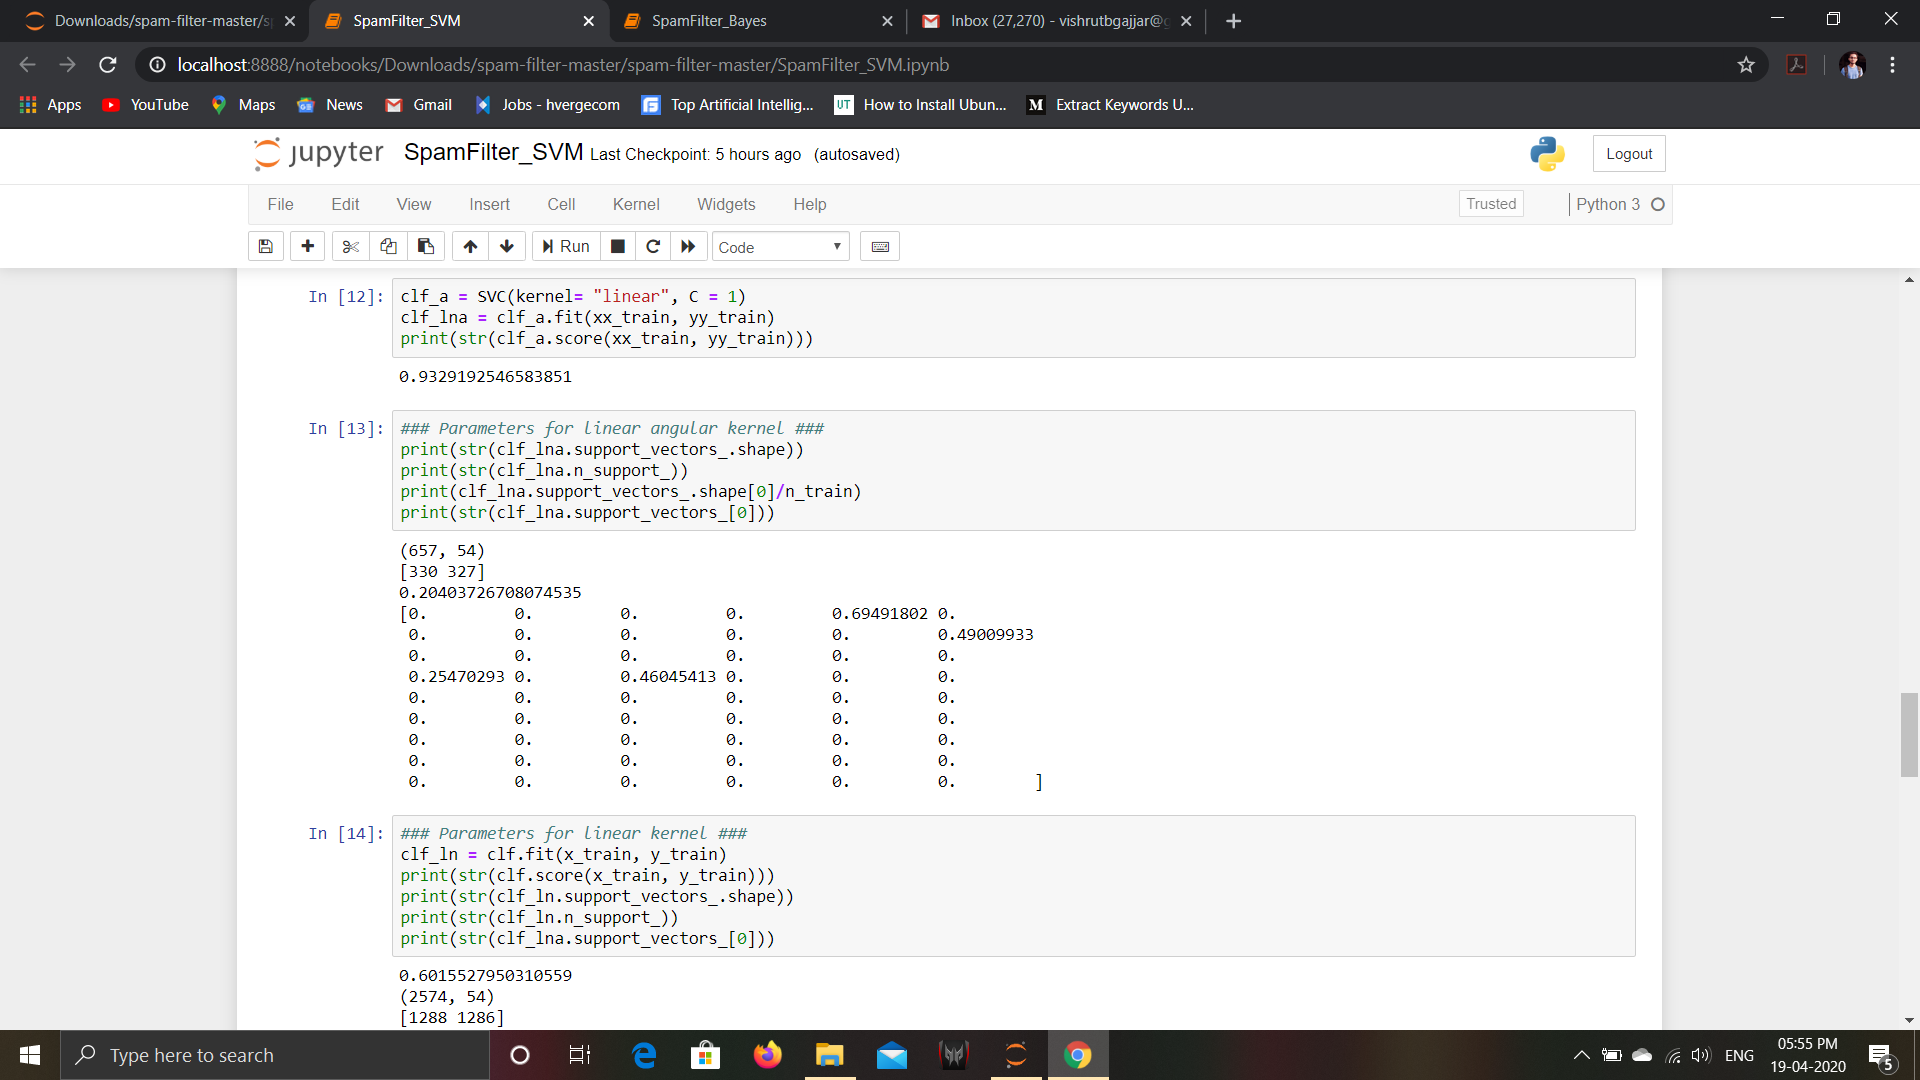 Downloads/spam-filter-master/sp
SpamFilter_SVM
SpamFilter_Bayes
Inbox (27,270) - vishrutbgajjar@g
localhost:8888/notebooks/Downloads/spam-filter-master/spam-filter-master/SpamFilter_SVM.ipynb
Apps YouTube Maps News Gmail Jobs - hvergecom Top Artificial Intellig... UT How to Install Ubun... M Extract Keywords U...
jupyter SpamFilter_SVM Last Checkpoint: 5 hours ago (autosaved) Logout
File Edit View Insert Cell Kernel Widgets Help Trusted Python 3
Run Code
In [12]: clf_a = SVC(kernel= "linear", C = 1)
clf_lna = clf_a.fit(xx_train, yy_train)
print(str(clf_a.score(xx_train, yy_train)))
0.9329192546583851
In [13]: ### Parameters for linear angular kernel ###
print(str(clf_lna.support_vectors_.shape))
print(str(clf_lna.n_support_))
print(clf_lna.support_vectors_.shape[0]/n_train)
print(str(clf_lna.support_vectors_[0]))
(657, 54)
[330 327]
0.20403726708074535
[0. 0. 0. 0. 0.69491802 0.
0. 0. 0. 0. 0. 0.49009933
0. 0. 0. 0. 0. 0.
0.25470293 0. 0.46045413 0. 0. 0.
0. 0. 0. 0. 0. 0.
0. 0. 0. 0. 0. 0.
0. 0. 0. 0. 0. 0.
0. 0. 0. 0. 0. 0.
0. 0. 0. 0. 0. 0. ]
In [14]: ### Parameters for linear kernel ###
clf_ln = clf.fit(x_train, y_train)
print(str(clf.score(x_train, y_train)))
print(str(clf_ln.support_vectors_.shape))
print(str(clf_ln.n_support_))
print(str(clf_lna.support_vectors_[0]))
0.6015527950310559
(2574, 54)
[1288 1286]
Type here to search
ENG
05:55 PM
19-04-2020
5